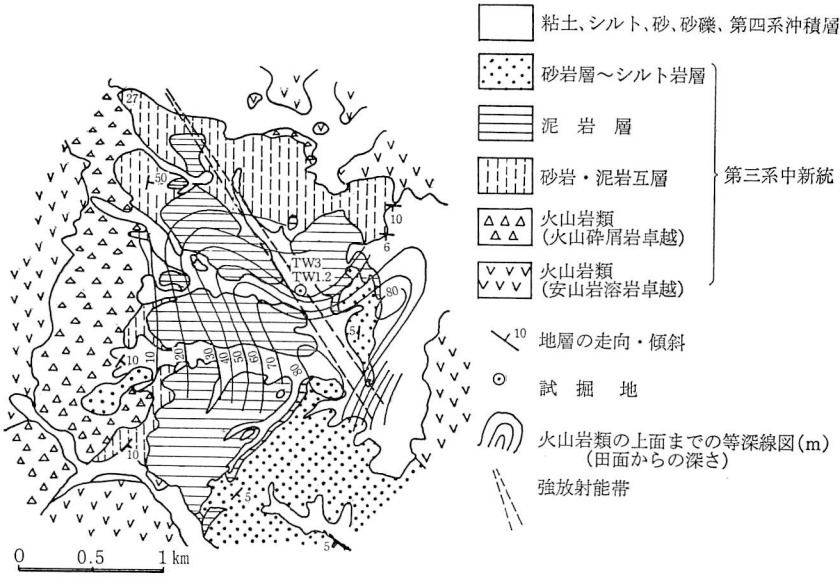 粘土、シルト、砂、砂礫、第四系沖積層
砂岩層～シルト岩層
泥岩層
砂岩・泥岩互層
第三系中新統
火山岩類
(火山砕屑岩卓越)
火山岩類
(安山岩溶岩卓越)
10 地層の走向・傾斜
試掘地
火山岩類の上面までの等深線図(m)
(田面からの深さ)
強放射能帯
27
50
10
6
TW3
TW1.2
80
5
10
10
20
30
40
50
60
70
80
10
5
5
0 0.5 1 km